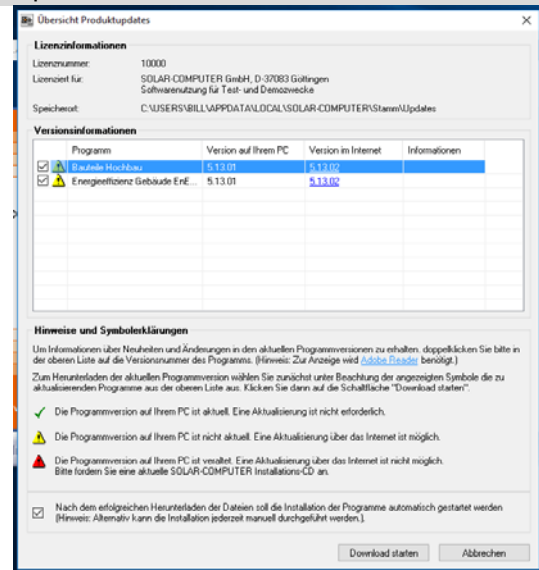 Übersicht Produktupdates
Lizenzinformationen
Lizenznummer: 10000
Lizenziert für: SOLAR-COMPUTER GmbH, D-37083 Göttingen
Softwarenutzung für Test- und Demozwecke
Speicherort: C:\USERS\BILL\APPDATA\LOCAL\SOLAR-COMPUTER\Stamm\Updates
Versionsinformationen
Programm Version auf Ihrem PC Version im Internet Informationen
Bauteile Hochbau 5.13.01 5.13.02
Energieeffizienz Gebäude EnE... 5.13.01 5.13.02
Hinweise und Symbolerklärungen
Um Informationen über Neuheiten und Änderungen in den aktuellen Programmversionen zu erhalten, doppelklicken Sie bitte in
der oberen Liste auf die Versionsnummer des Programms. (Hinweis: Zur Anzeige wird Adobe Reader benötigt.)
Zum Herunterladen der aktuellen Programmversion wählen Sie zunächst unter Beachtung der angezeigten Symbole die zu
aktualisierenden Programme aus der oberen Liste aus. Klicken Sie dann auf die Schaltfläche "Download starten".
Die Programmversion auf Ihrem PC ist aktuell. Eine Aktualisierung ist nicht erforderlich.
Die Programmversion auf Ihrem PC ist nicht aktuell. Eine Aktualisierung über das Internet ist möglich.
Die Programmversion auf Ihrem PC ist veraltet. Eine Aktualisierung über das Internet ist nicht möglich.
Bitte fordern Sie eine aktuelle SOLAR-COMPUTER Installations-CD an.
Nach dem erfolgreichen Herunterladen der Dateien soll die Installation der Programme automatisch gestartet werden
(Hinweis: Alternativ kann die Installation jederzeit manuell durchgeführt werden.).
Download starten Abbrechen